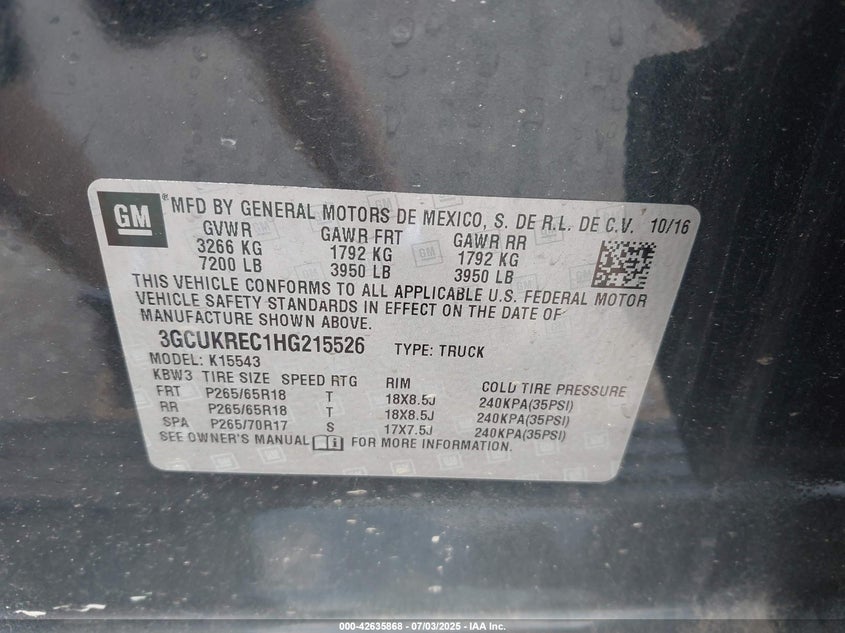 GM ® MFD BY GENERAL MOTORS DE MEXICO, S. DE R.L. DE C.V. 10/16
GVWR GAWR FRT GAWR RR
3266 KG 1792 KG 1792 KG
7200 LB 3950 LB 3950 LB
THIS VEHICLE CONFORMS TO ALL APPLICABLE U.S. FEDERAL MOTOR
VEHICLE SAFETY STANDARDS IN EFFECT ON THE DATE OF
MANUFACTURE SHOWN ABOVE.
3GCUKREC1HG215526 TYPE: TRUCK
MODEL: K15543
KBW3 TIRE SIZE SPEED RTG RIM COLD TIRE PRESSURE
FRT P265/65R18 T 18X8.5J 240KPA(35PSI)
RR P265/65R18 T 18X8.5J 240KPA(35PSI)
SPA P265/70R17 S 17X7.5J 240KPA(35PSI)
SEE OWNER'S MANUAL FOR MORE INFORMATION.
000-42635868 - 07/03/2025 - IAA Inc.